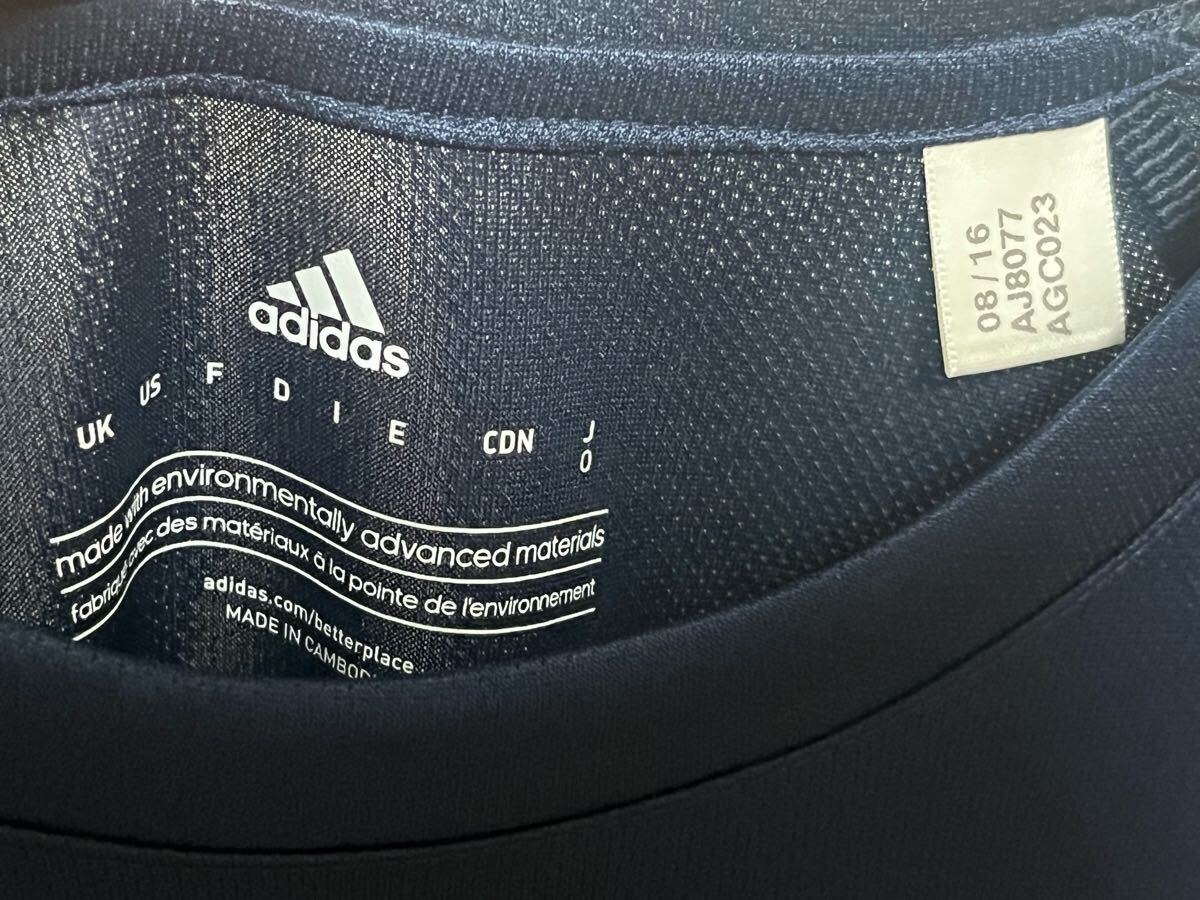 adidas
UK US F D I E CDN J
O
made with environmentally advanced materials
fabriqué avec des matériaux à la pointe de l'environnement
adidas.com/betterplace
MADE IN
08/16
AJ8077
AGC023